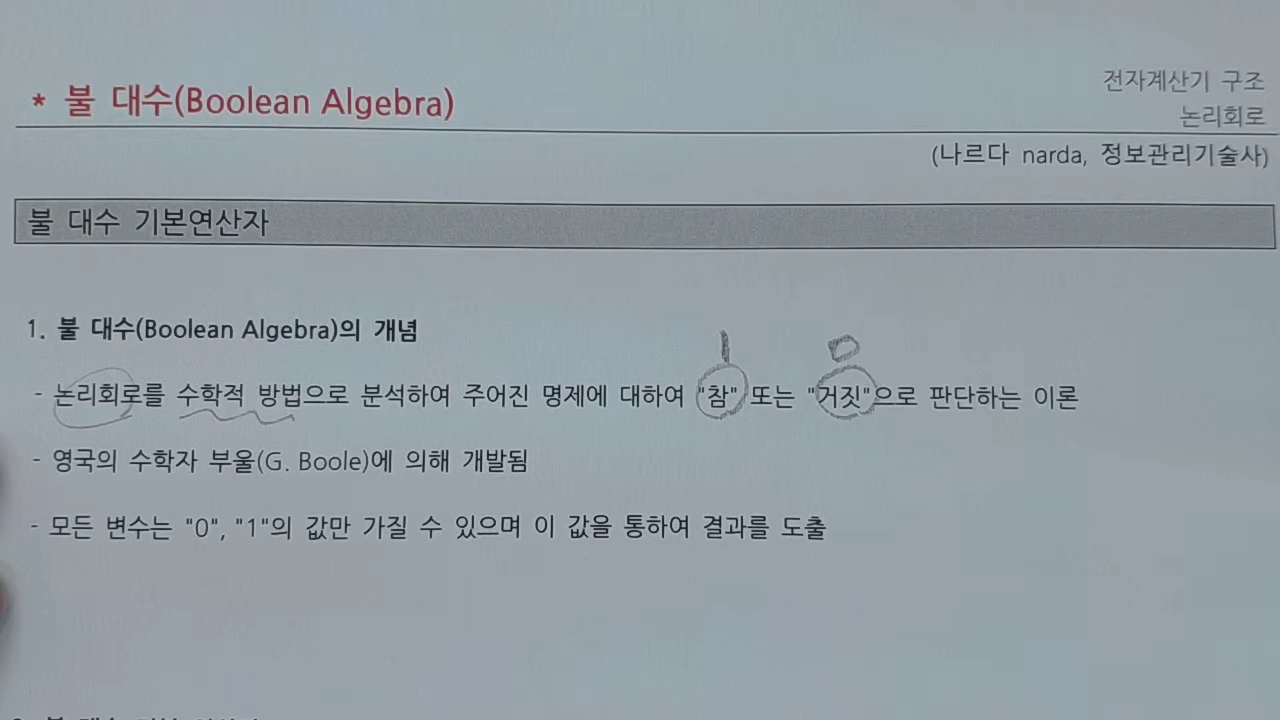 * 불 대수(Boolean Algebra)
전자계산기 구조
논리회로
(나르다 narda, 정보관리기술사)
불 대수 기본연산자
1. 불 대수(Boolean Algebra)의 개념
1 0
- 논리회로를 수학적 방법으로 분석하여 주어진 명제에 대하여 "참" 또는 "거짓"으로 판단하는 이론
- 영국의 수학자 부울(G. Boole)에 의해 개발됨
- 모든 변수는 "0", "1"의 값만 가질 수 있으며 이 값을 통하여 결과를 도출